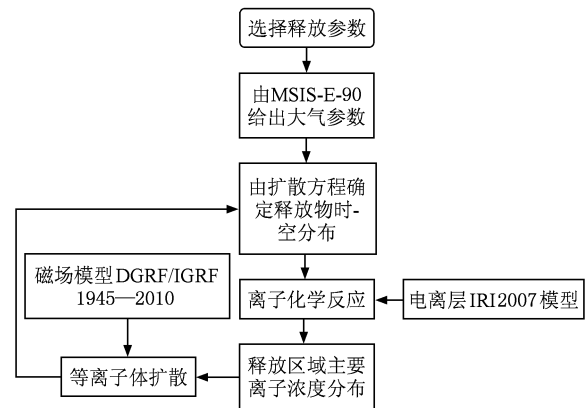 选择释放参数
由MSIS-E-90
给出大气参数
由扩散方程确
定释放物时-
空分布
磁场模型DGRF/IGRF
1945—2010
离子化学反应
电离层IRI2007模型
等离子体扩散
释放区域主要
离子浓度分布